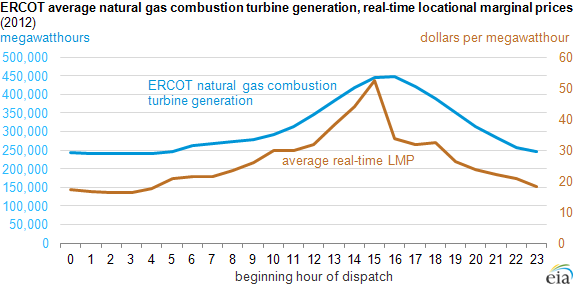 ERCOT average natural gas combustion turbine generation, real-time locational marginal prices
(2012)
megawatthours dollars per megawatthour
500,000 60
450,000
400,000 50
350,000
300,000 40
250,000 30
200,000
150,000 20
100,000
50,000 10
0 0
ERCOT natural gas combustion
turbine generation
average real-time LMP
0 1 2 3 4 5 6 7 8 9 10 11 12 13 14 15 16 17 18 19 20 21 22 23
beginning hour of dispatch
eia